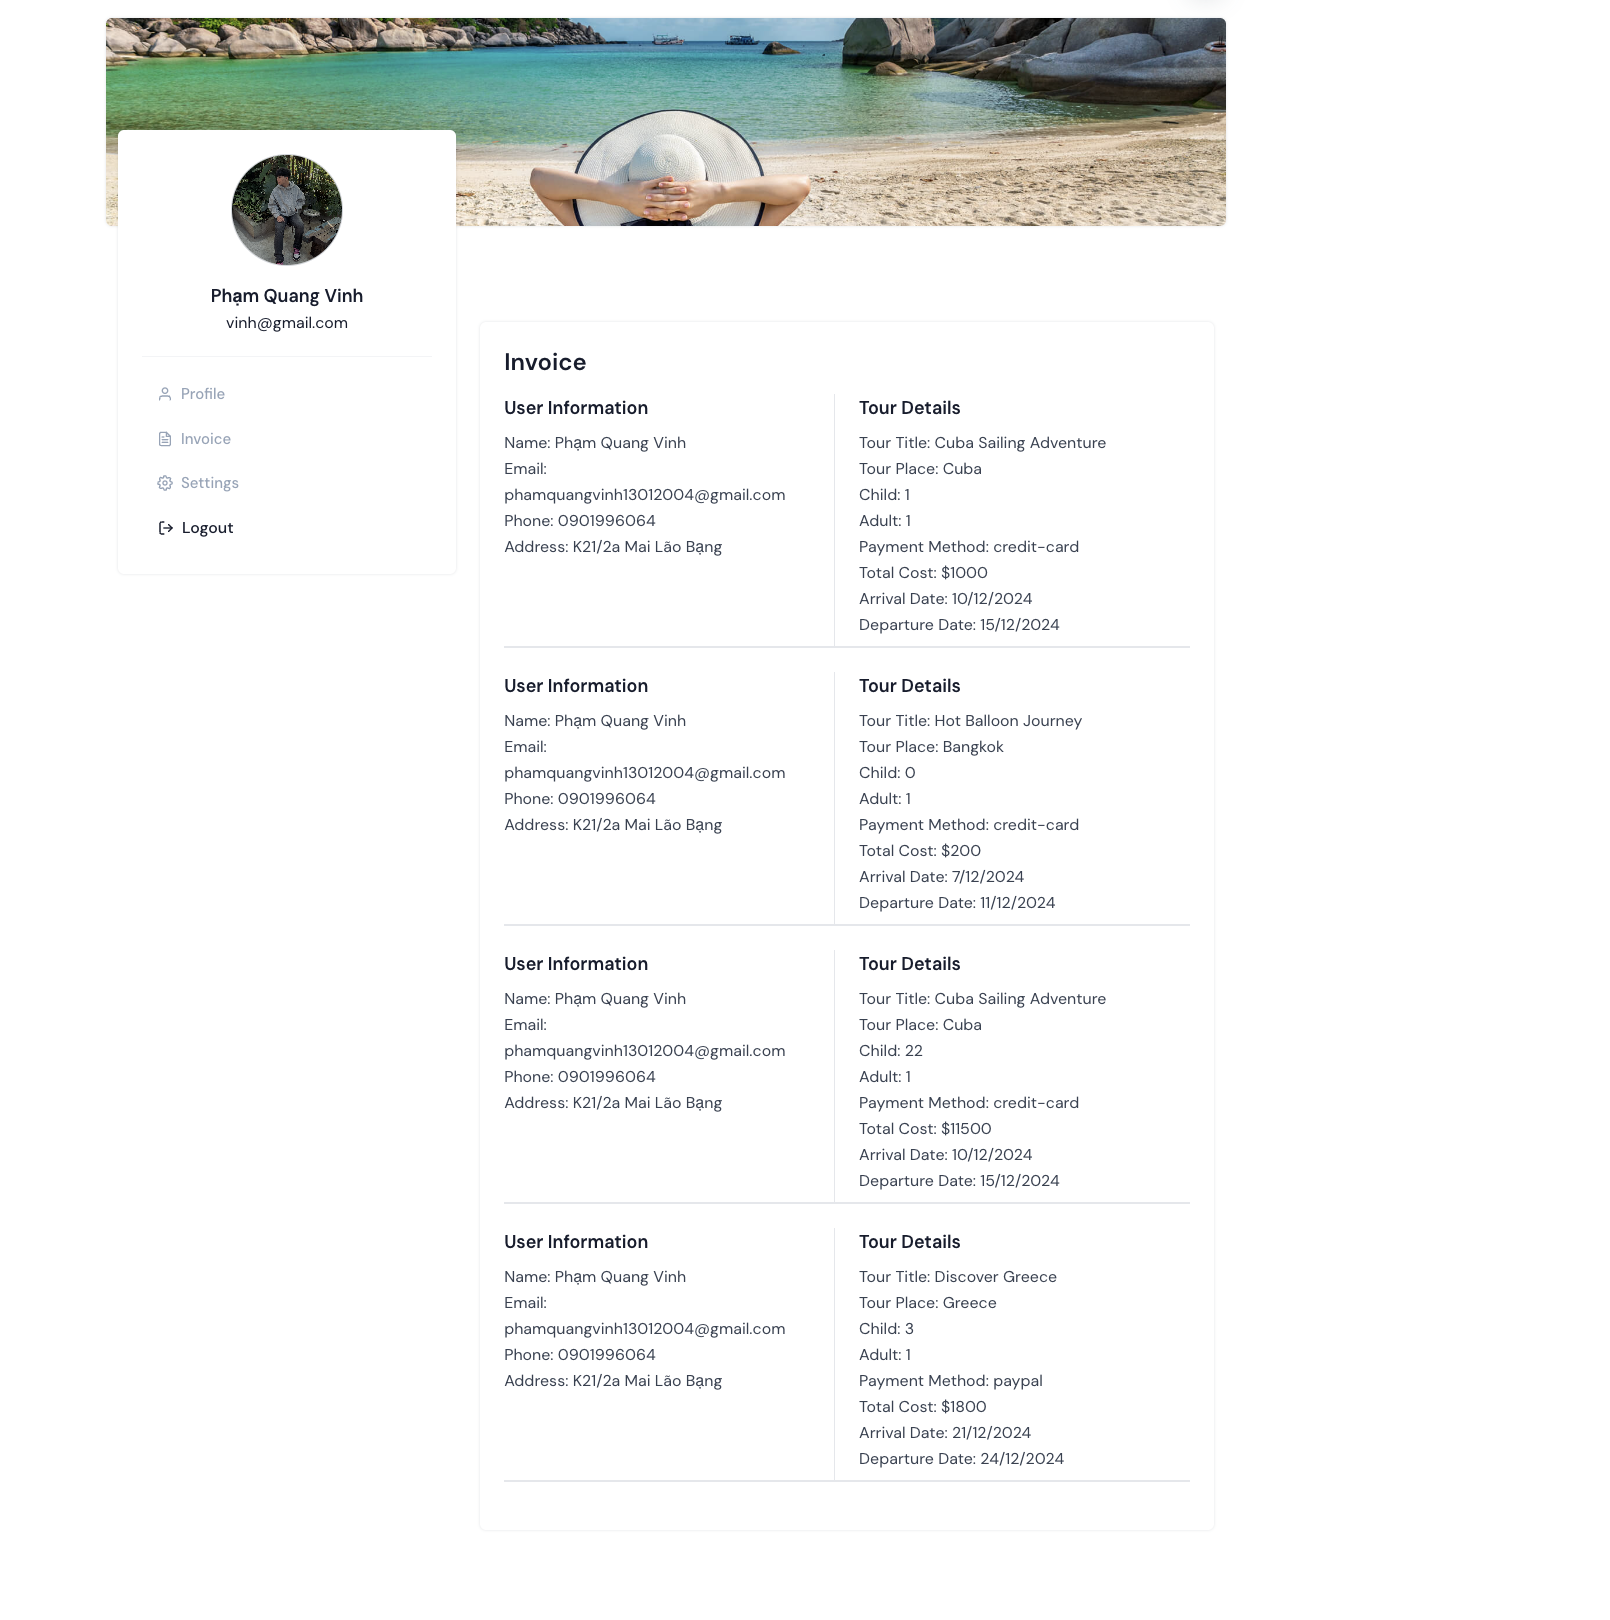 Phạm Quang Vinh
vinh@gmail.com
Profile
Invoice
Settings
Logout
Invoice
User Information
Name: Phạm Quang Vinh
Email:
phamquangvinh13012004@gmail.com
Phone: 0901996064
Address: K21/2a Mai Lão Bạng
Tour Details
Tour Title: Cuba Sailing Adventure
Tour Place: Cuba
Child: 1
Adult: 1
Payment Method: credit-card
Total Cost: $1000
Arrival Date: 10/12/2024
Departure Date: 15/12/2024
User Information
Name: Phạm Quang Vinh
Email:
phamquangvinh13012004@gmail.com
Phone: 0901996064
Address: K21/2a Mai Lão Bạng
Tour Details
Tour Title: Hot Balloon Journey
Tour Place: Bangkok
Child: 0
Adult: 1
Payment Method: credit-card
Total Cost: $200
Arrival Date: 7/12/2024
Departure Date: 11/12/2024
User Information
Name: Phạm Quang Vinh
Email:
phamquangvinh13012004@gmail.com
Phone: 0901996064
Address: K21/2a Mai Lão Bạng
Tour Details
Tour Title: Cuba Sailing Adventure
Tour Place: Cuba
Child: 22
Adult: 1
Payment Method: credit-card
Total Cost: $11500
Arrival Date: 10/12/2024
Departure Date: 15/12/2024
User Information
Name: Phạm Quang Vinh
Email:
phamquangvinh13012004@gmail.com
Phone: 0901996064
Address: K21/2a Mai Lão Bạng
Tour Details
Tour Title: Discover Greece
Tour Place: Greece
Child: 3
Adult: 1
Payment Method: paypal
Total Cost: $1800
Arrival Date: 21/12/2024
Departure Date: 24/12/2024